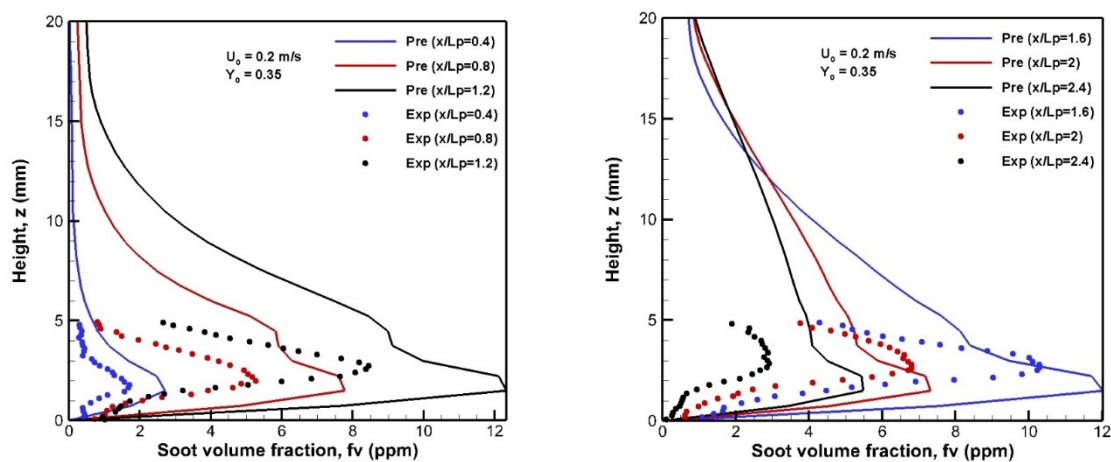 20
15
10
5
0
Height, z (mm)
0 2 4 6 8 10 12
Soot volume fraction, fv (ppm)
U₀ = 0.2 m/s
Y₀ = 0.35
Pre (x/Lp=0.4)
Pre (x/Lp=0.8)
Pre (x/Lp=1.2)
Exp (x/Lp=0.4)
Exp (x/Lp=0.8)
Exp (x/Lp=1.2)
20
15
10
5
0
Height, z (mm)
0 2 4 6 8 10 12
Soot volume fraction, fv (ppm)
U₀ = 0.2 m/s
Y₀ = 0.35
Pre (x/Lp=1.6)
Pre (x/Lp=2)
Pre (x/Lp=2.4)
Exp (x/Lp=1.6)
Exp (x/Lp=2)
Exp (x/Lp=2.4)